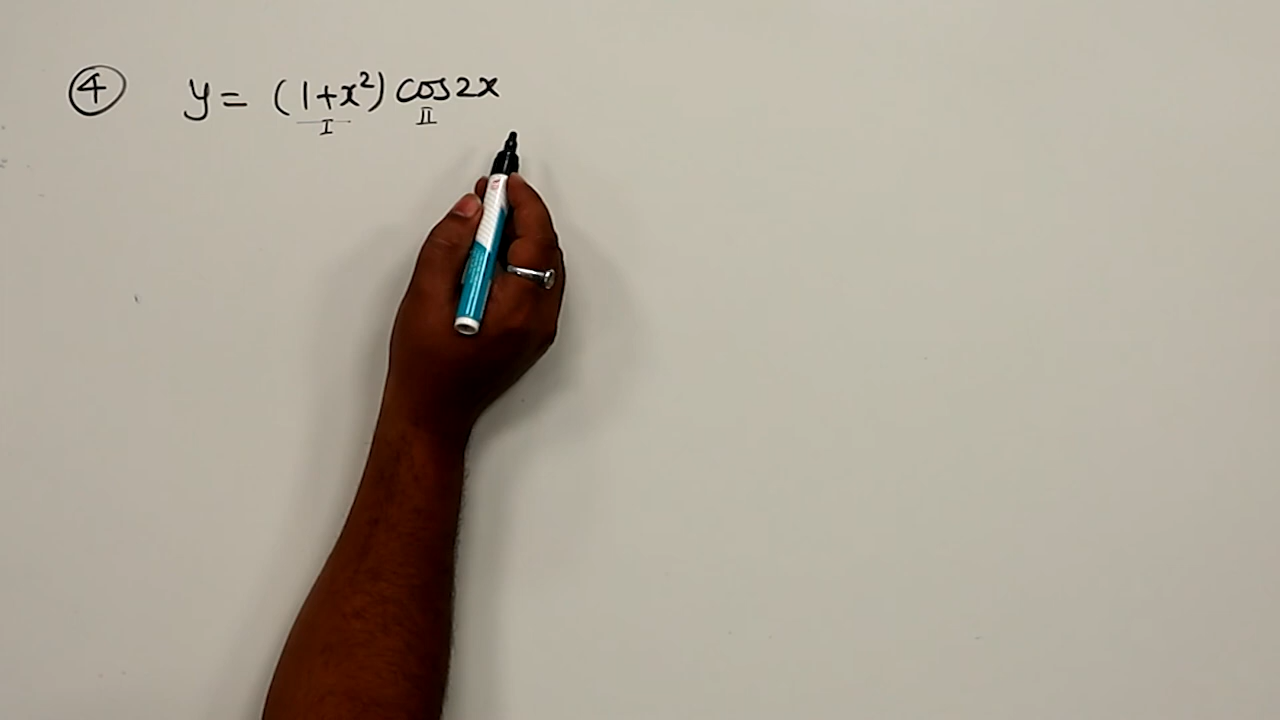 ④ y = (1+x²) cos2x
I II